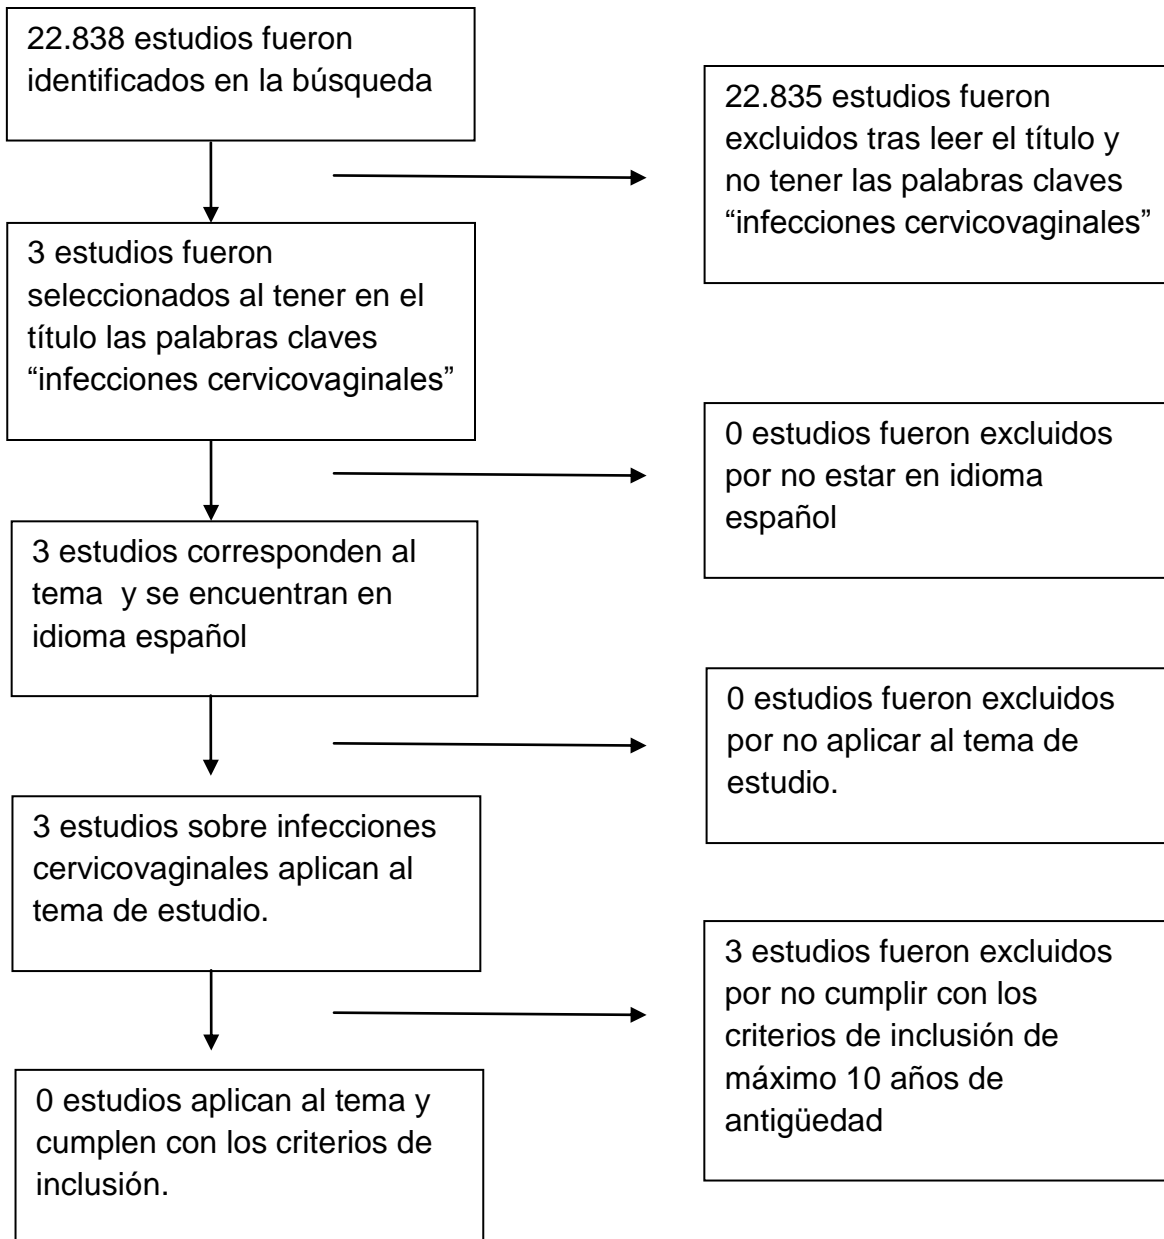 22.838 estudios fueron
identificados en la búsqueda
22.835 estudios fueron
excluidos tras leer el título y
no tener las palabras claves
“infecciones cervicovaginales”
3 estudios fueron
seleccionados al tener en el
título las palabras claves
“infecciones cervicovaginales”
0 estudios fueron excluidos
por no estar en idioma
español
3 estudios corresponden al
tema  y se encuentran en
idioma español
0 estudios fueron excluidos
por no aplicar al tema de
estudio.
3 estudios sobre infecciones
cervicovaginales aplican al
tema de estudio.
3 estudios fueron excluidos
por no cumplir con los
criterios de inclusión de
máximo 10 años de
antigüedad
0 estudios aplican al tema y
cumplen con los criterios de
inclusión.